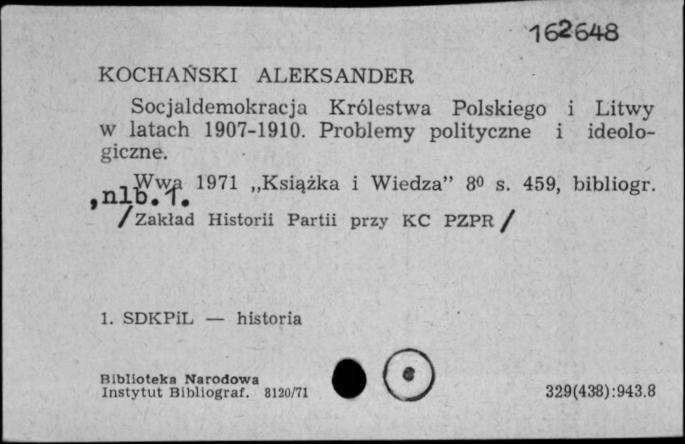 162648
KOCHAŃSKI ALEKSANDER
Socjaldemokracja Królestwa Polskiego i Litwy
w latach 1907-1910. Problemy polityczne i ideolo-
giczne.
Wwa 1971 „Książka i Wiedza” 8⁰ s. 459, bibliogr.
,nlb.1.
/Zakład Historii Partii przy KC PZPR/
1. SDKPiL — historia
Biblioteka Narodowa
Instytut Bibliograf. 8120/71
329(438):943.8